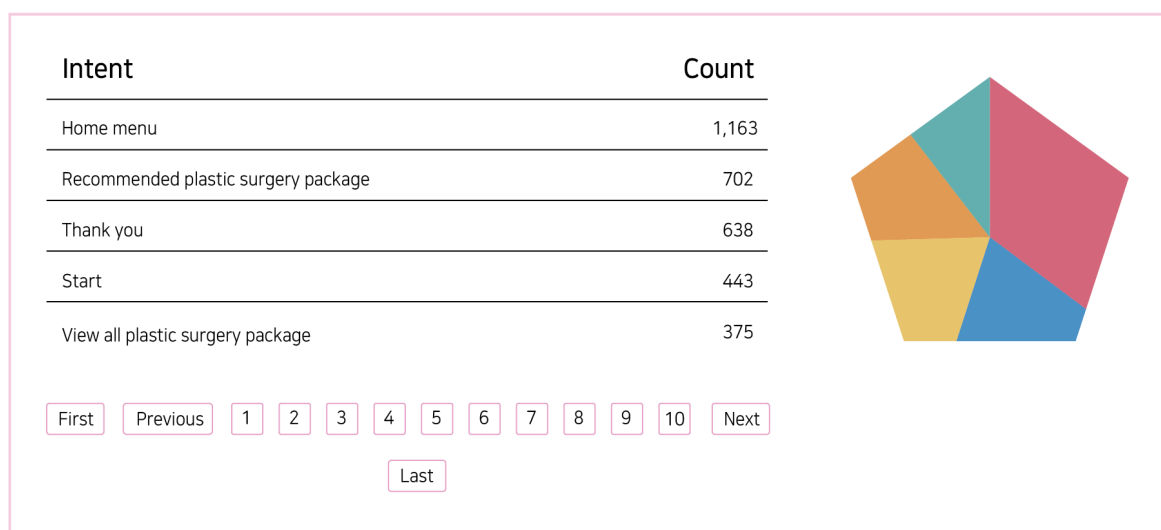 Intent Count
Home menu 1,163
Recommended plastic surgery package 702
Thank you 638
Start 443
View all plastic surgery package 375
First Previous 1 2 3 4 5 6 7 8 9 10 Next
Last